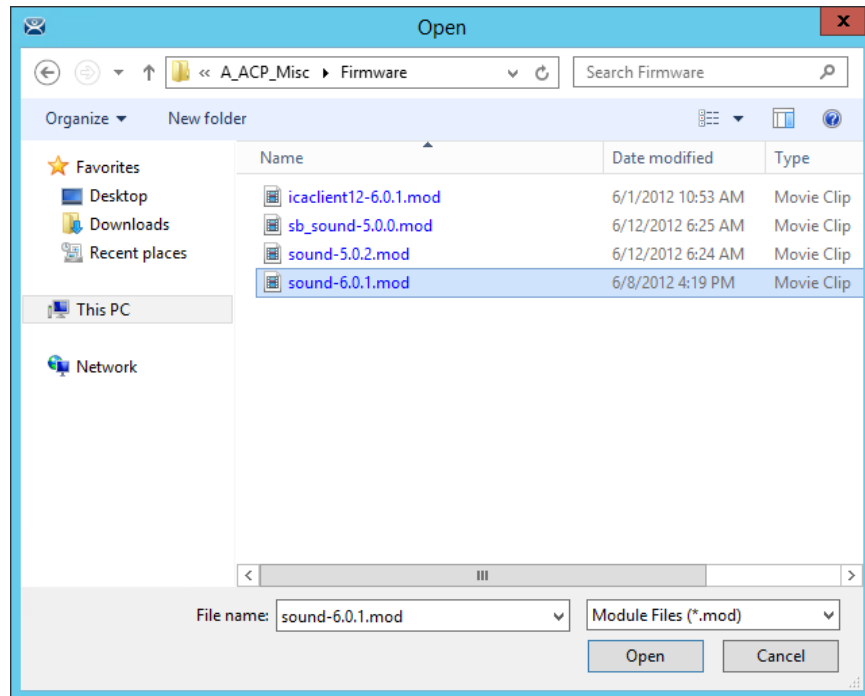 Open
x
« A_ACP_Misc Firmware
Search Firmware
Organize New folder
Name Date modified Type
Favorites
Desktop
Downloads
Recent places
This PC
Network
icaclient12-6.0.1.mod 6/1/2012 10:53 AM Movie Clip
sb_sound-5.0.0.mod 6/12/2012 6:25 AM Movie Clip
sound-5.0.2.mod 6/12/2012 6:24 AM Movie Clip
sound-6.0.1.mod 6/8/2012 4:19 PM Movie Clip
File name: sound-6.0.1.mod Module Files (*.mod)
Open Cancel